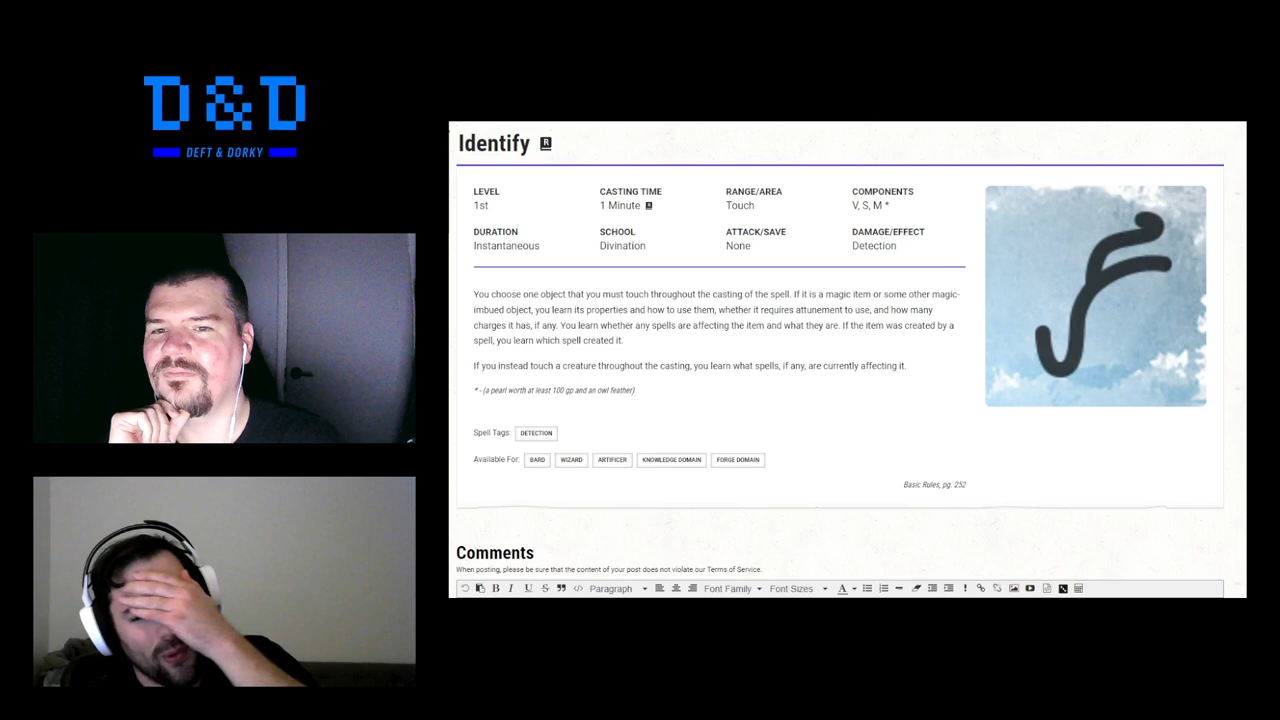 D&D
DEFT & DORKY
Identify
LEVEL
1st
CASTING TIME
1 Minute
RANGE/AREA
Touch
COMPONENTS
V, S, M *
DURATION
Instantaneous
SCHOOL
Divination
ATTACK/SAVE
None
DAMAGE/EFFECT
Detection
You choose one object that you must touch throughout the casting of the spell. If it is a magic item or some other magic-
imbued object, you learn its properties and how to use them, whether it requires attunement to use, and how many
charges it has, if any. You learn whether any spells are affecting the item and what they are. If the item was created by a
spell, you learn which spell created it.
If you instead touch a creature throughout the casting, you learn what spells, if any, are currently affecting it.
* - (a pearl worth at least 100 gp and an owl feather)
Spell Tags: DETECTION
Available For: BARD WIZARD ARTIFICER KNOWLEDGE DOMAIN FORGE DOMAIN
Basic Rules, pg. 252
Comments
When posting, please be sure that the content of your post does not violate our Terms of Service.
B I U S Paragraph Font Family Font Sizes A